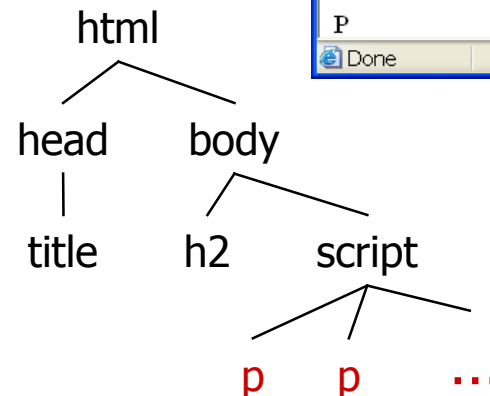 html
P
Done
head body
title h2 script
p p ...